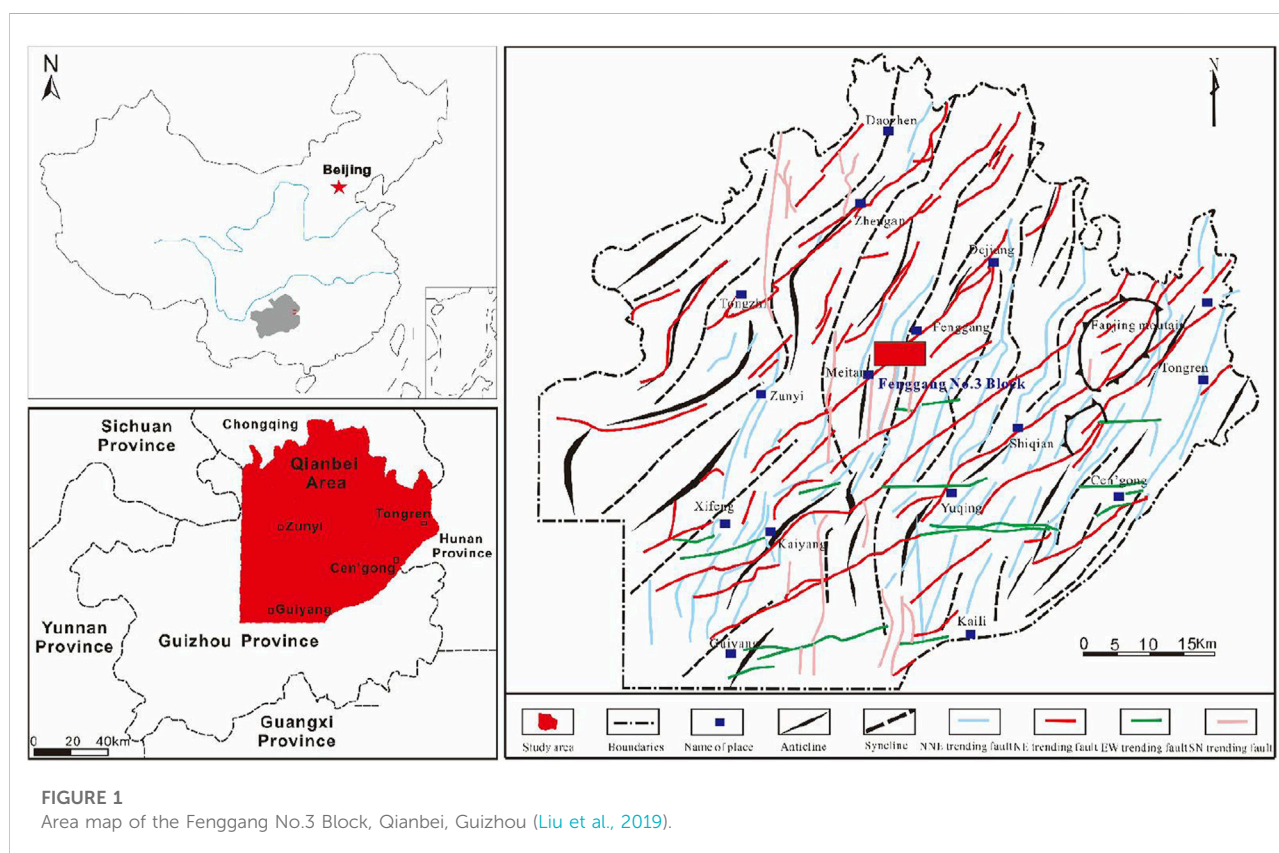 N
Beijing
Sichuan
Province
Chongqing
Qianbei
Area
Zunyi
Tongren
Hunan
Province
Cen'gong
Guiyang
Yunnan
Province
Guizhou Province
Guangxi
Province
0 20 40km
N
Daozhen
Zhengan
Dejiang
Tongzhi
Fenggang
Fanjing moutain
Meitan
Fenggang No.3 Block
Tongren
Zunyi
Shiqian
Cen'gong
Xifeng
Yuqing
Kaiyang
Kaili
Guiyang
0 5 10 15Km
Study area
Boundaries
Name of place
Anticline
Syncline
NNE trending fault
NE trending fault
EW trending fault
SN trending fault
FIGURE 1
Area map of the Fenggang No.3 Block, Qianbei, Guizhou (Liu et al., 2019).